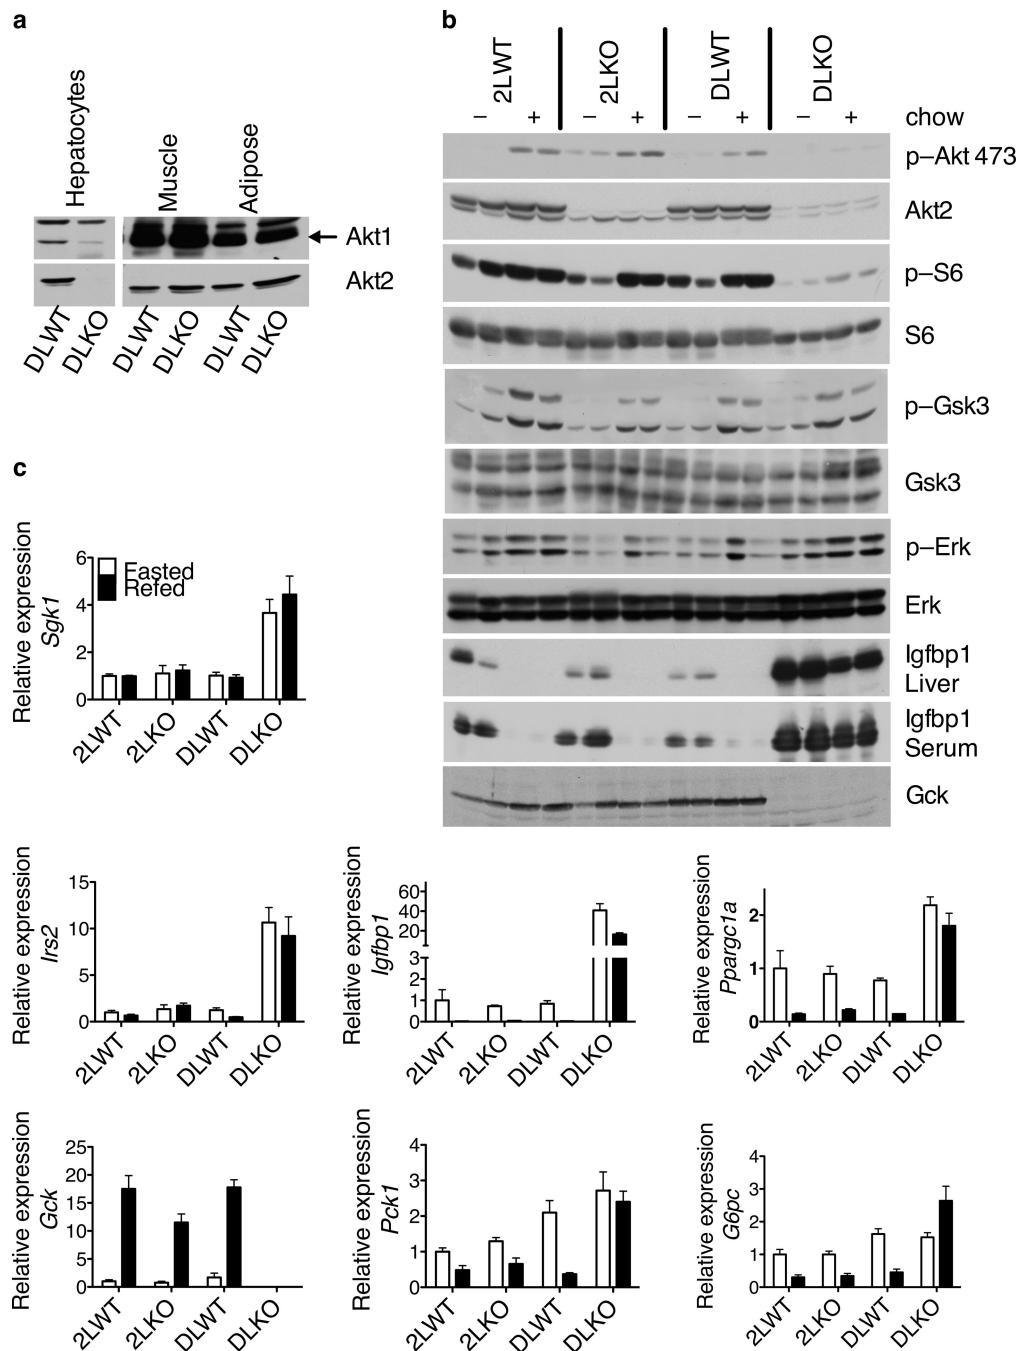 a
Hepatocytes
Muscle
Adipose
Akt1
Akt2
DLWT
DLKO
DLWT
DLKO
DLWT
DLKO
b
2LWT
2LKO
DLWT
DLKO
− + − + − + − + chow
p–Akt 473
Akt2
p–S6
S6
p–Gsk3
Gsk3
p–Erk
Erk
Igfbp1
Liver
Igfbp1
Serum
Gck
c
Relative expression
Sgk1
6
4
2
0
Fasted
Refed
2LWT
2LKO
DLWT
DLKO
Relative expression
Irs2
15
10
5
0
2LWT
2LKO
DLWT
DLKO
Relative expression
Igfbp1
60
40
20
3
2
1
0
2LWT
2LKO
DLWT
DLKO
Relative expression
Ppargc1a
2
1
0
2LWT
2LKO
DLWT
DLKO
Relative expression
Gck
25
20
15
10
5
0
2LWT
2LKO
DLWT
DLKO
Relative expression
Pck1
4
3
2
1
0
2LWT
2LKO
DLWT
DLKO
Relative expression
G6pc
4
3
2
1
0
2LWT
2LKO
DLWT
DLKO